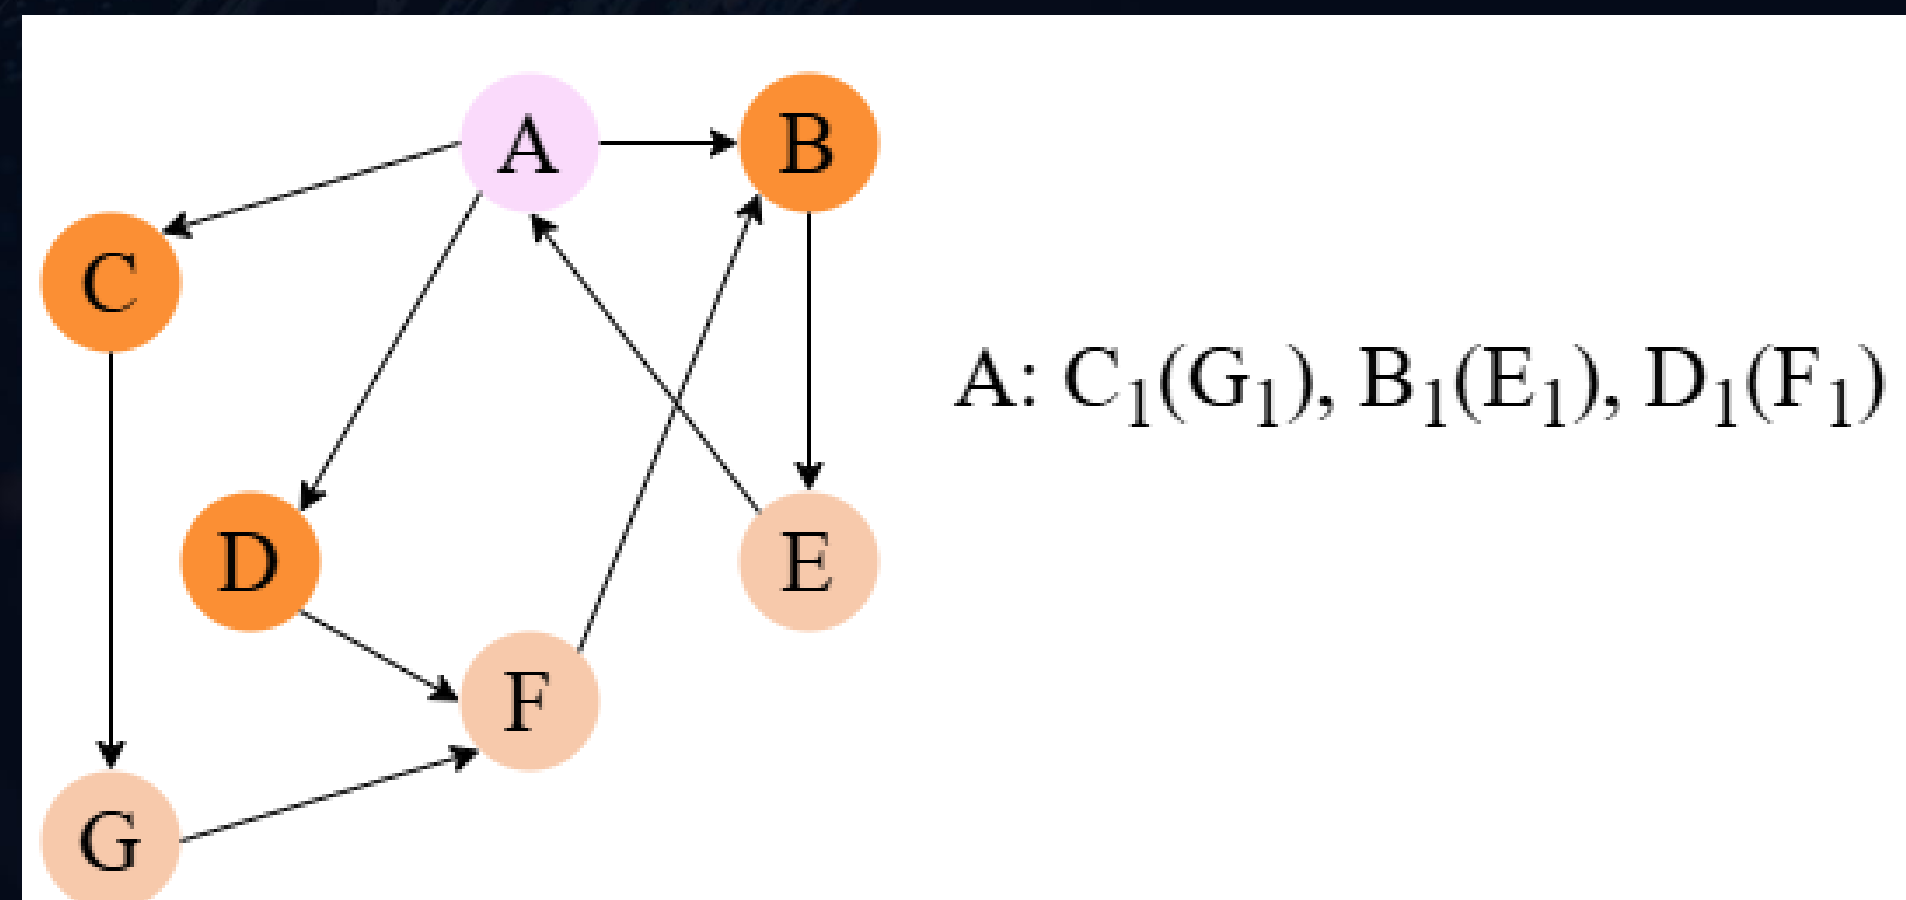 A
B
C
D
E
F
G
A: C₁(G₁), B₁(E₁), D₁(F₁)